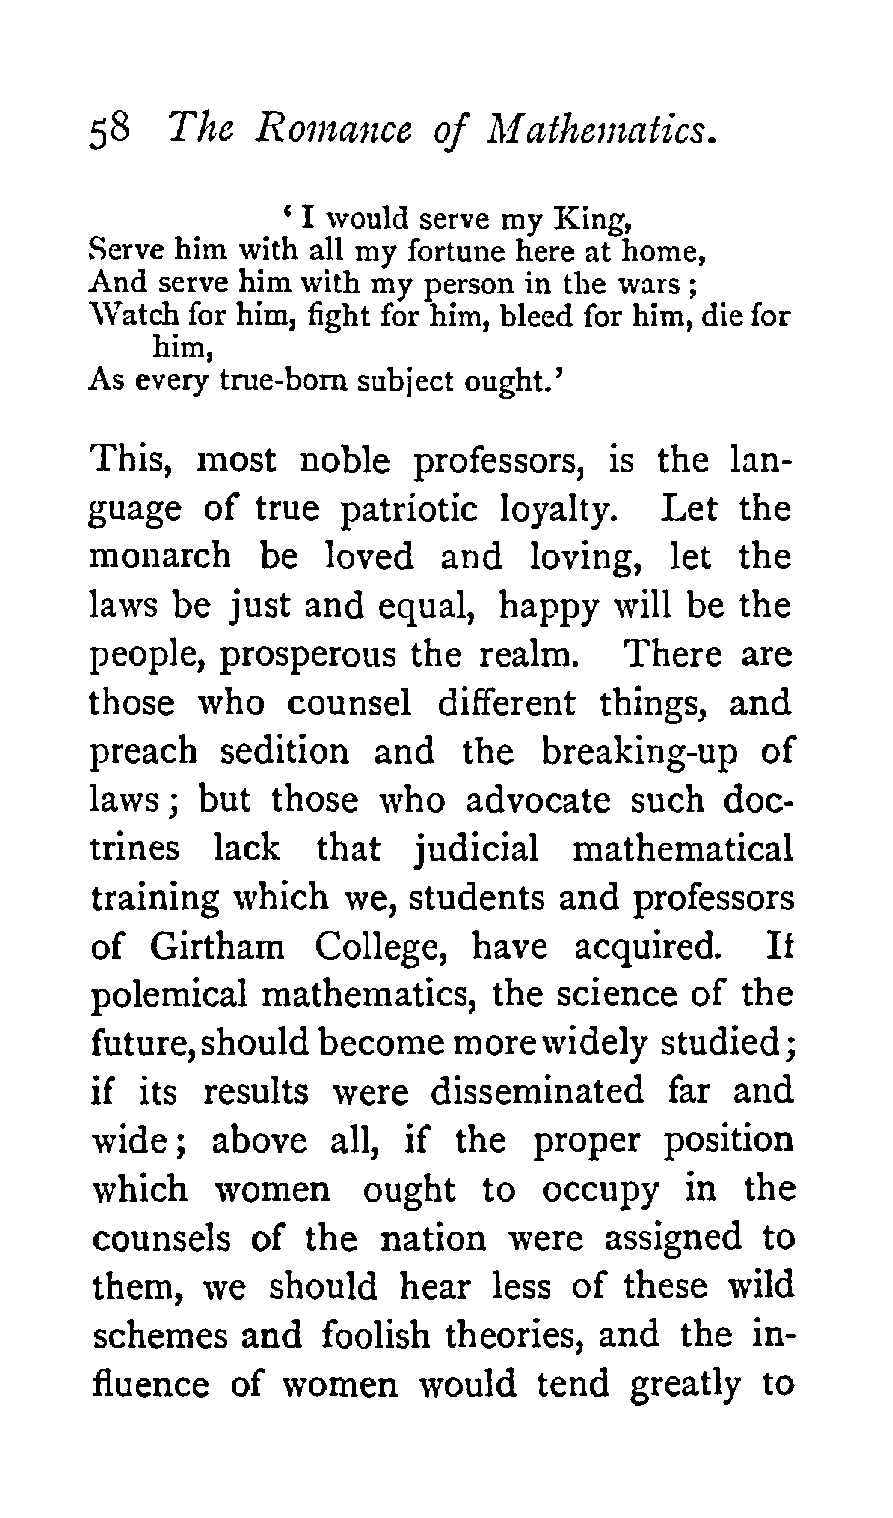 58 The Romance of Mathematics.
‘ I would serve my King,
Serve him with all my fortune here at home,
And serve him with my person in the wars ;
Watch for him, fight for him, bleed for him, die for
him,
As every true-born subject ought.’
This, most noble professors, is the lan-
guage of true patriotic loyalty. Let the
monarch be loved and loving, let the
laws be just and equal, happy will be the
people, prosperous the realm. There are
those who counsel different things, and
preach sedition and the breaking-up of
laws ; but those who advocate such doc-
trines lack that judicial mathematical
training which we, students and professors
of Girtham College, have acquired. If
polemical mathematics, the science of the
future, should become more widely studied ;
if its results were disseminated far and
wide ; above all, if the proper position
which women ought to occupy in the
counsels of the nation were assigned to
them, we should hear less of these wild
schemes and foolish theories, and the in-
fluence of women would tend greatly to